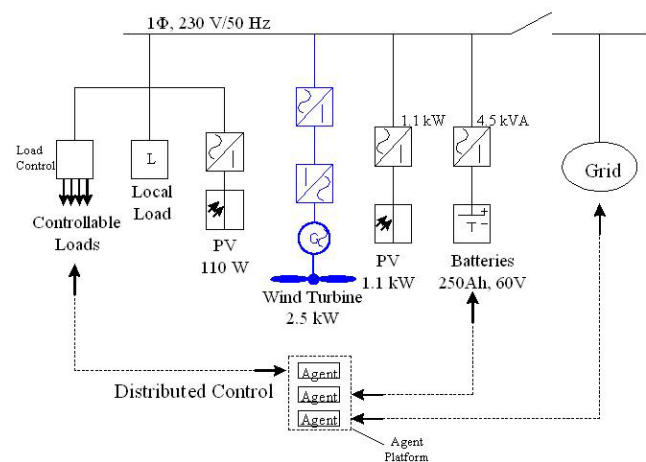 1Φ, 230 V/50 Hz
1.1 kW
4.5 kVA
Load
Control
L
Grid
Controllable
Loads
Local
Load
PV
110 W
G
Wind Turbine
2.5 kW
PV
1.1 kW
+
-
Batteries
250Ah, 60V
Distributed Control
Agent
Agent
Agent
Agent
Platform